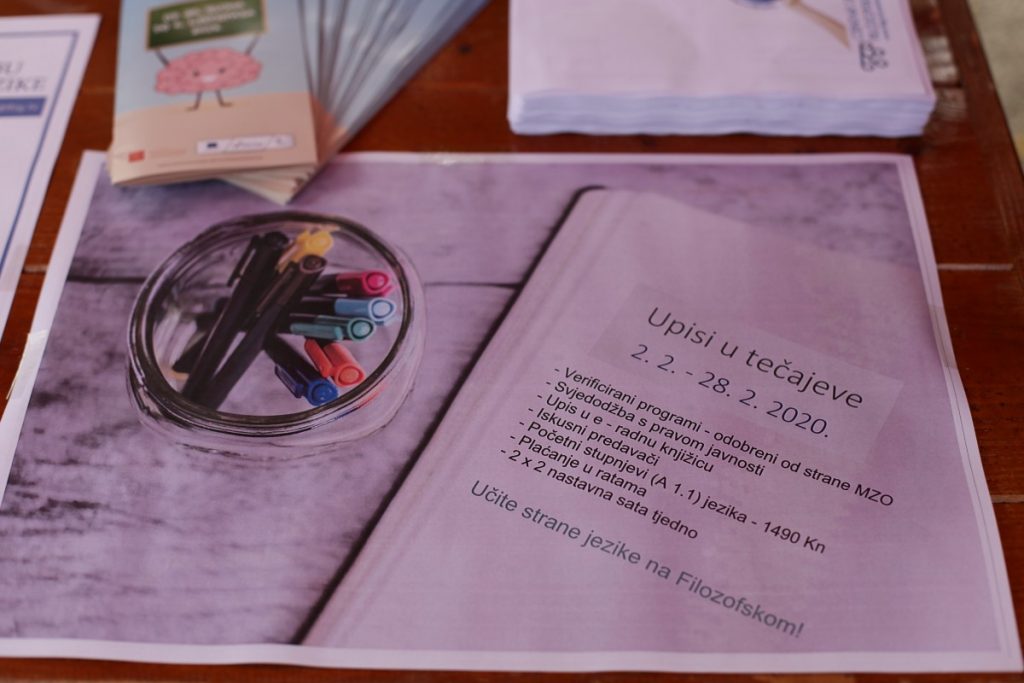 ZIKE
Upisi u tečajeve
2. 2. - 28. 2. 2020.
- Verificirani programi - odobreni od strane MZO
- Svjedodžba s pravom javnosti
- Upis u e - radnu knjižicu
- Iskusni predavači
- Početni stupnjevi (A 1.1) jezika - 1490 Kn
- Plaćanje u ratama
- 2 x 2 nastavna sata tjedno
Učite strane jezike na Filozofskom!